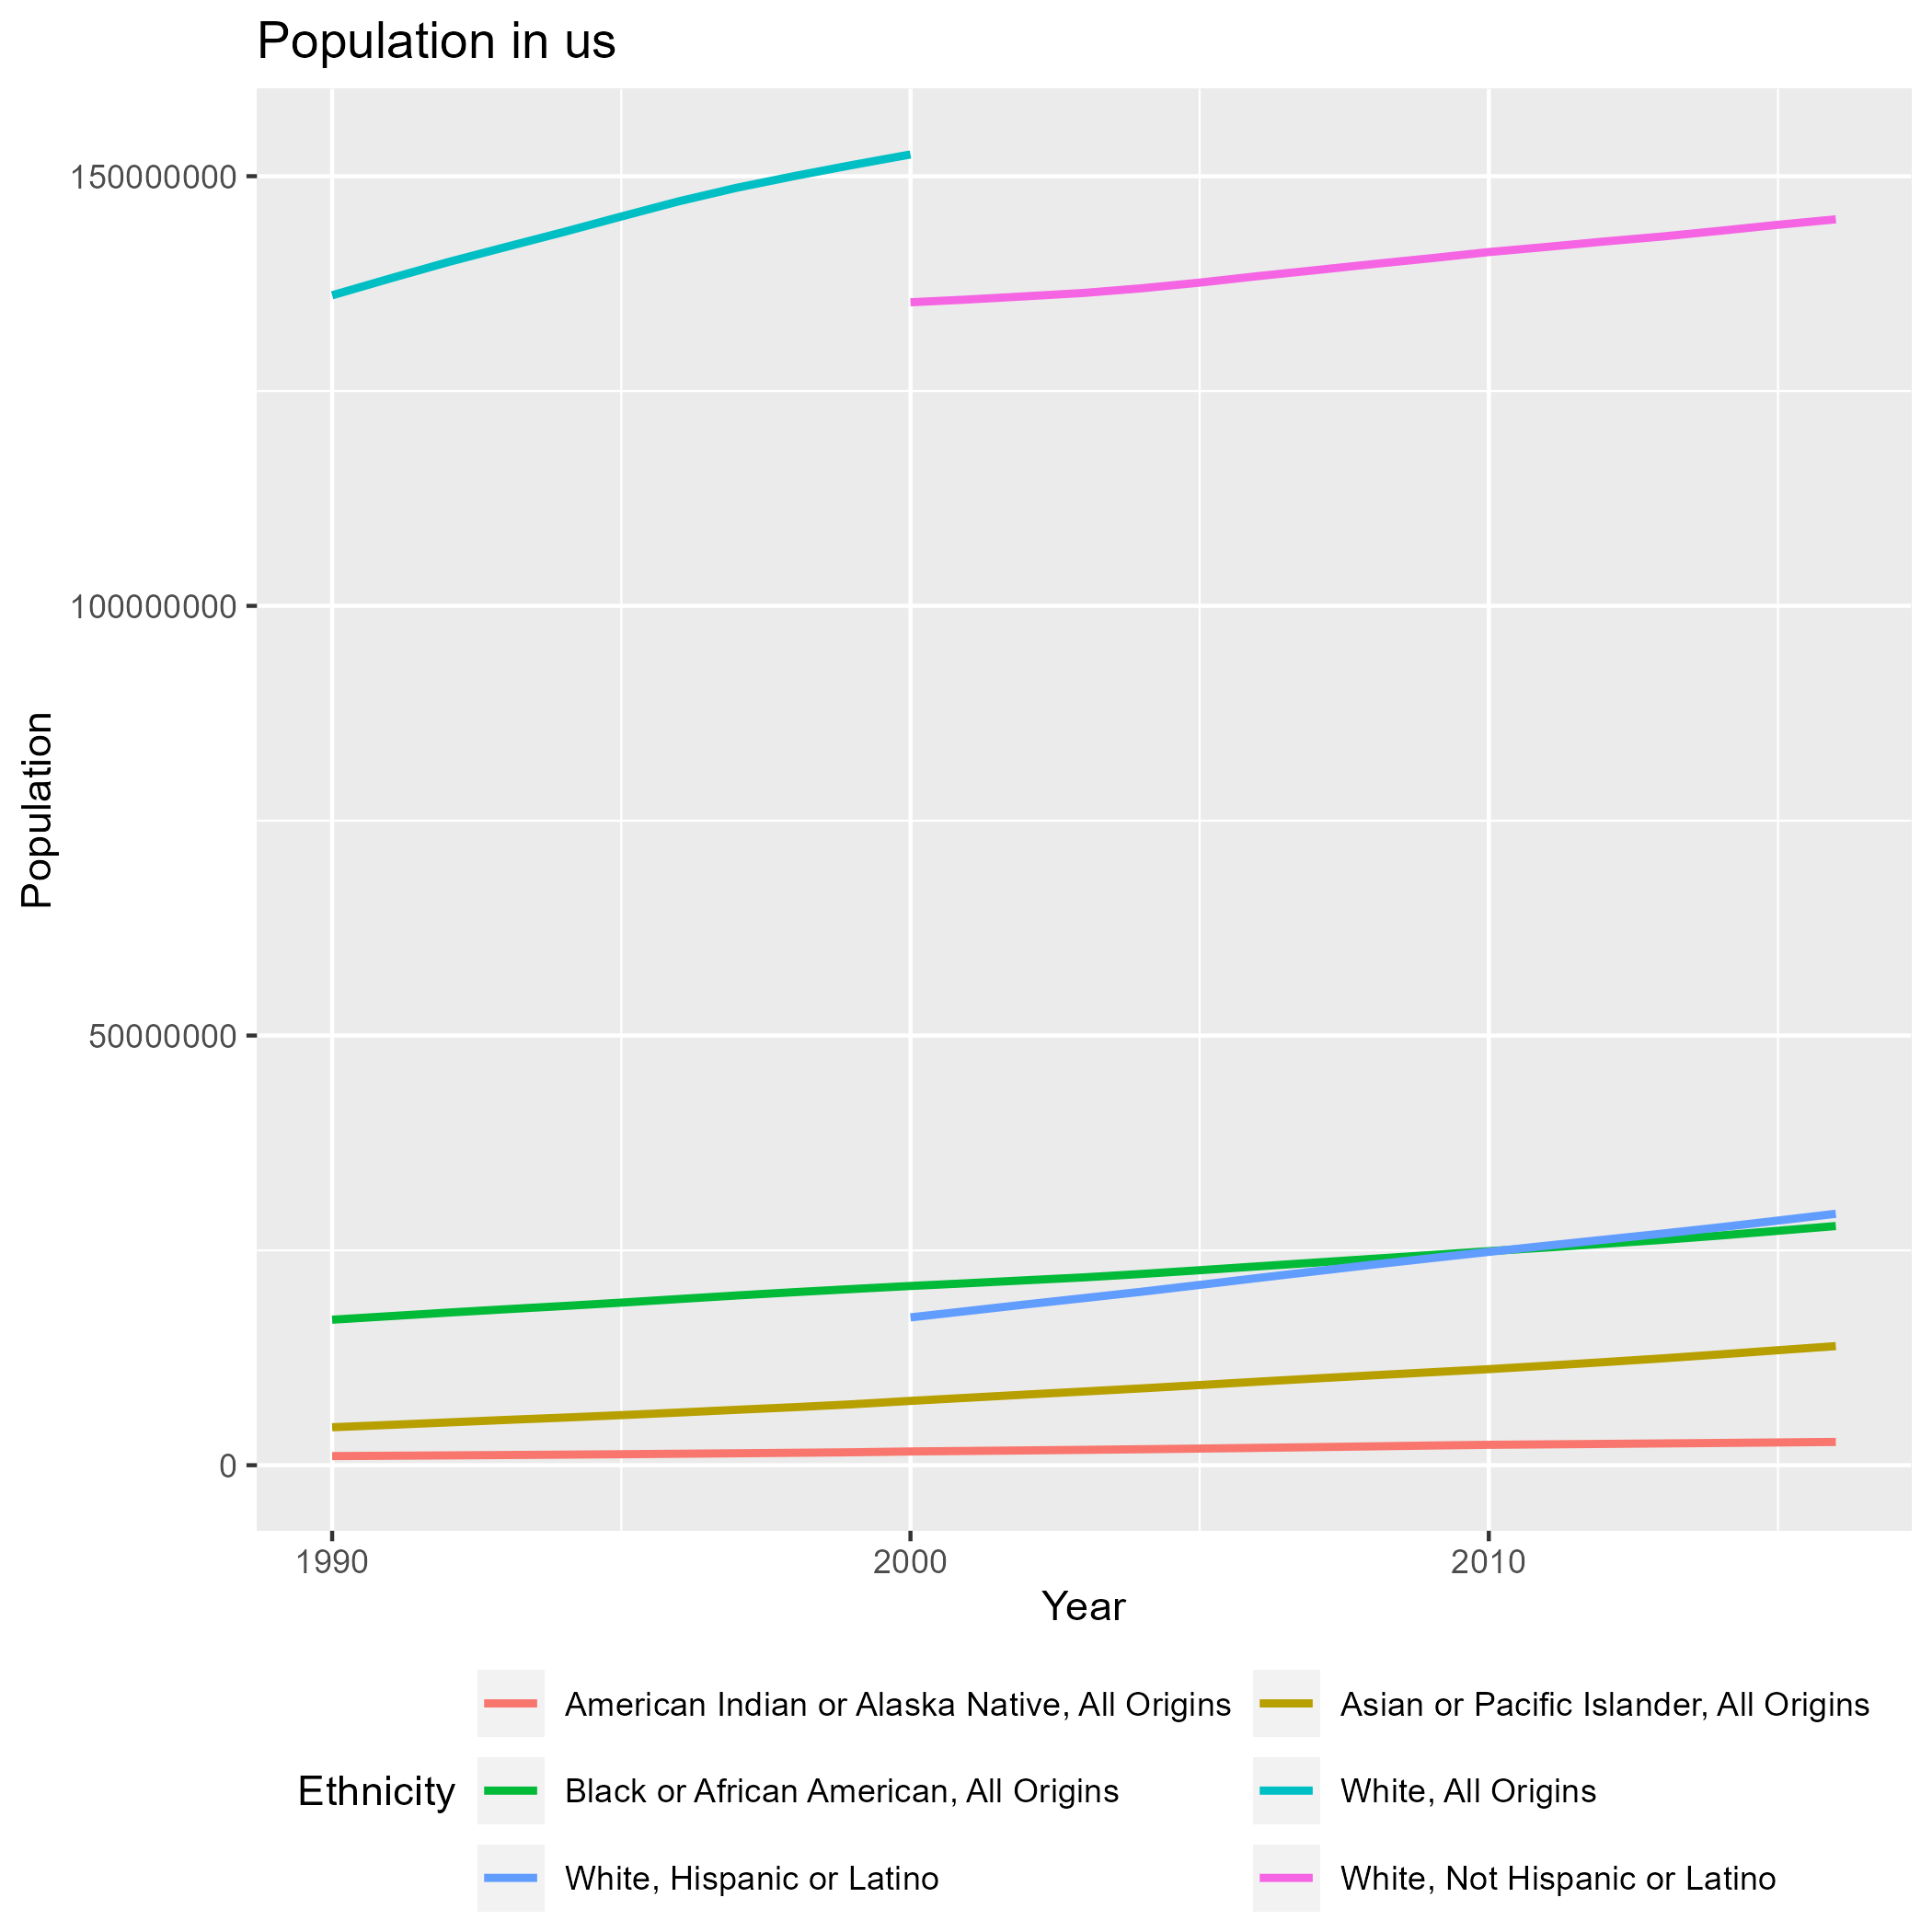 Population in us
150000000
100000000
50000000
0
Population
1990 2000 2010
Year
Ethnicity
American Indian or Alaska Native, All Origins
Asian or Pacific Islander, All Origins
Black or African American, All Origins
White, All Origins
White, Hispanic or Latino
White, Not Hispanic or Latino